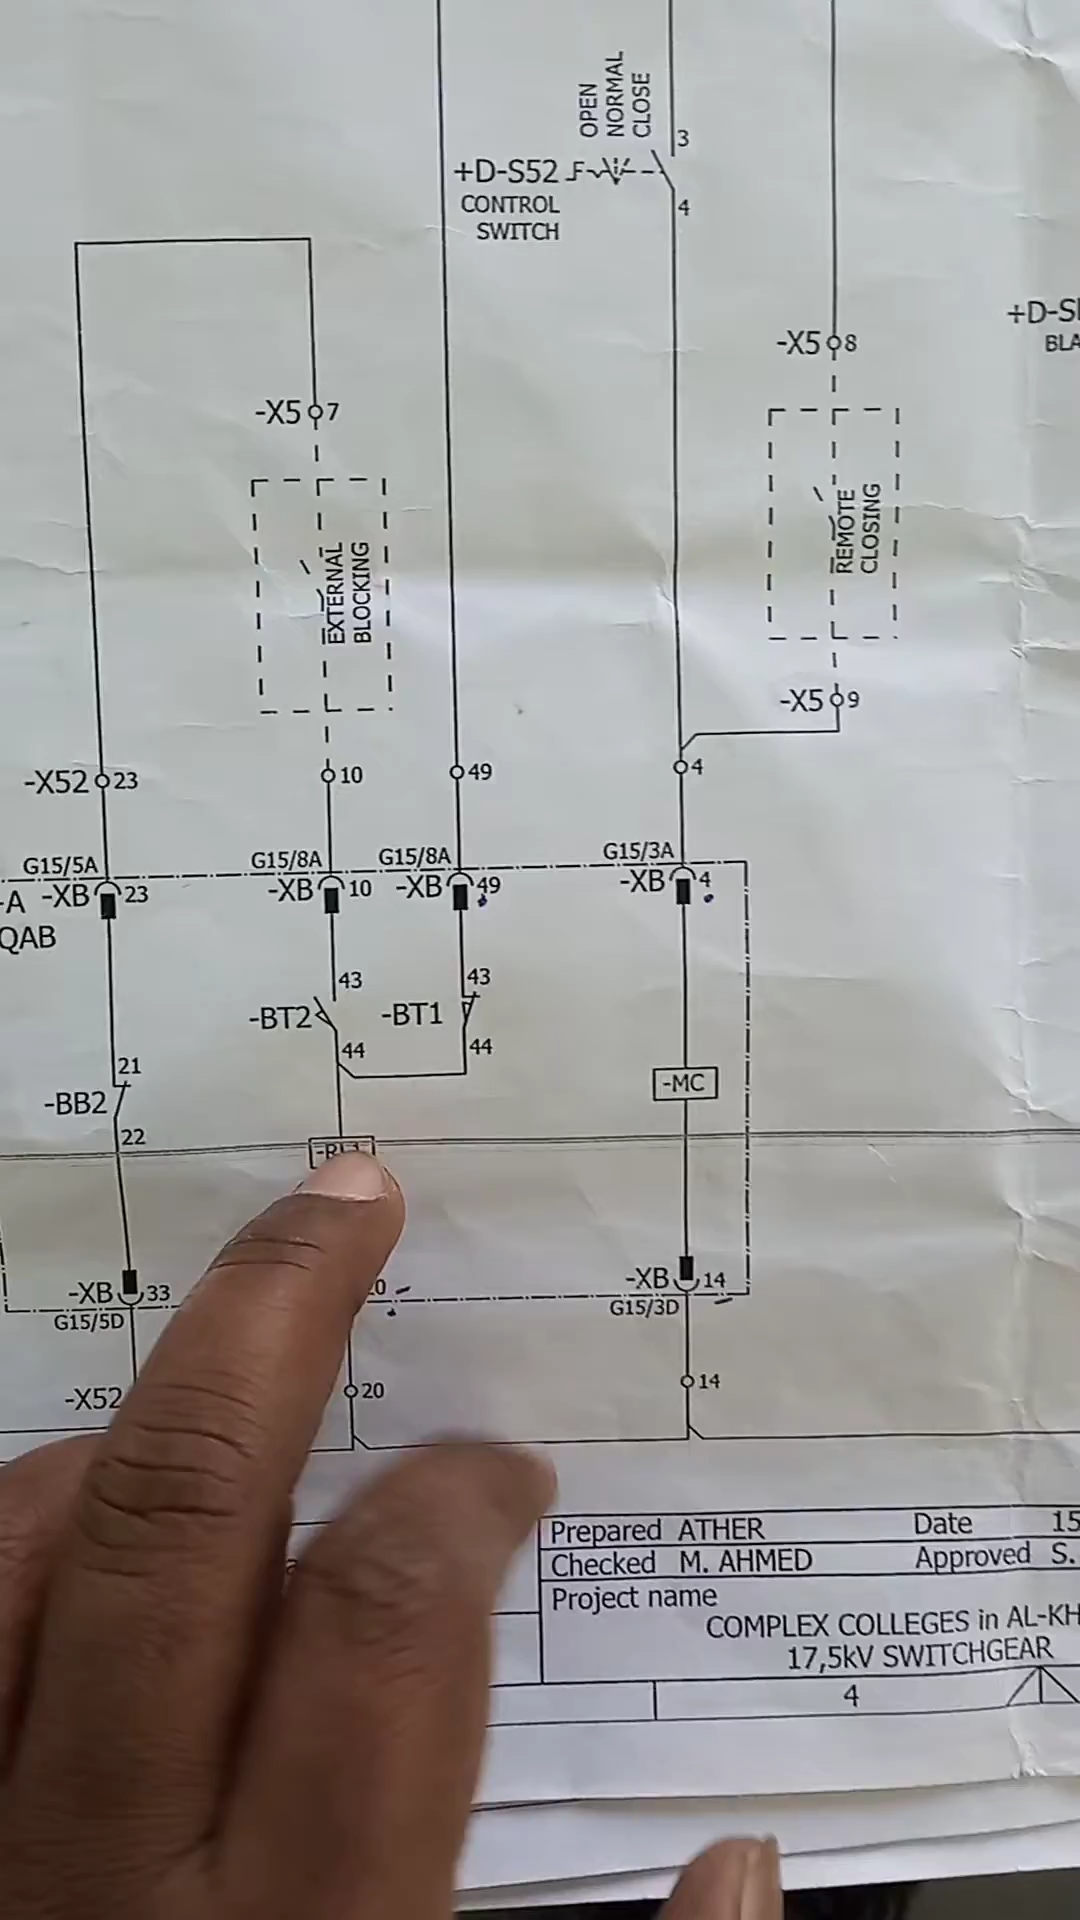 OPEN
NORMAL
CLOSE
3
+D-S52
4
CONTROL
SWITCH
+D-S
BLA
-X5 8
-X5 7
EXTERNAL
BLOCKING
REMOTE
CLOSING
-X5 9
-X52 23
10
49
4
G15/5A
G15/8A
G15/8A
G15/3A
-A -XB 23
-XB 10
-XB 49
-XB 4
QAB
43
43
-BT2
-BT1
44
44
21
-BB2
22
-MC
-XB 33
G15/5D
-XB 14
G15/3D
-X52
20
14
Prepared ATHER
Date 15
Checked M. AHMED
Approved S.
Project name
COMPLEX COLLEGES in AL-KH
17,5kV SWITCHGEAR
4